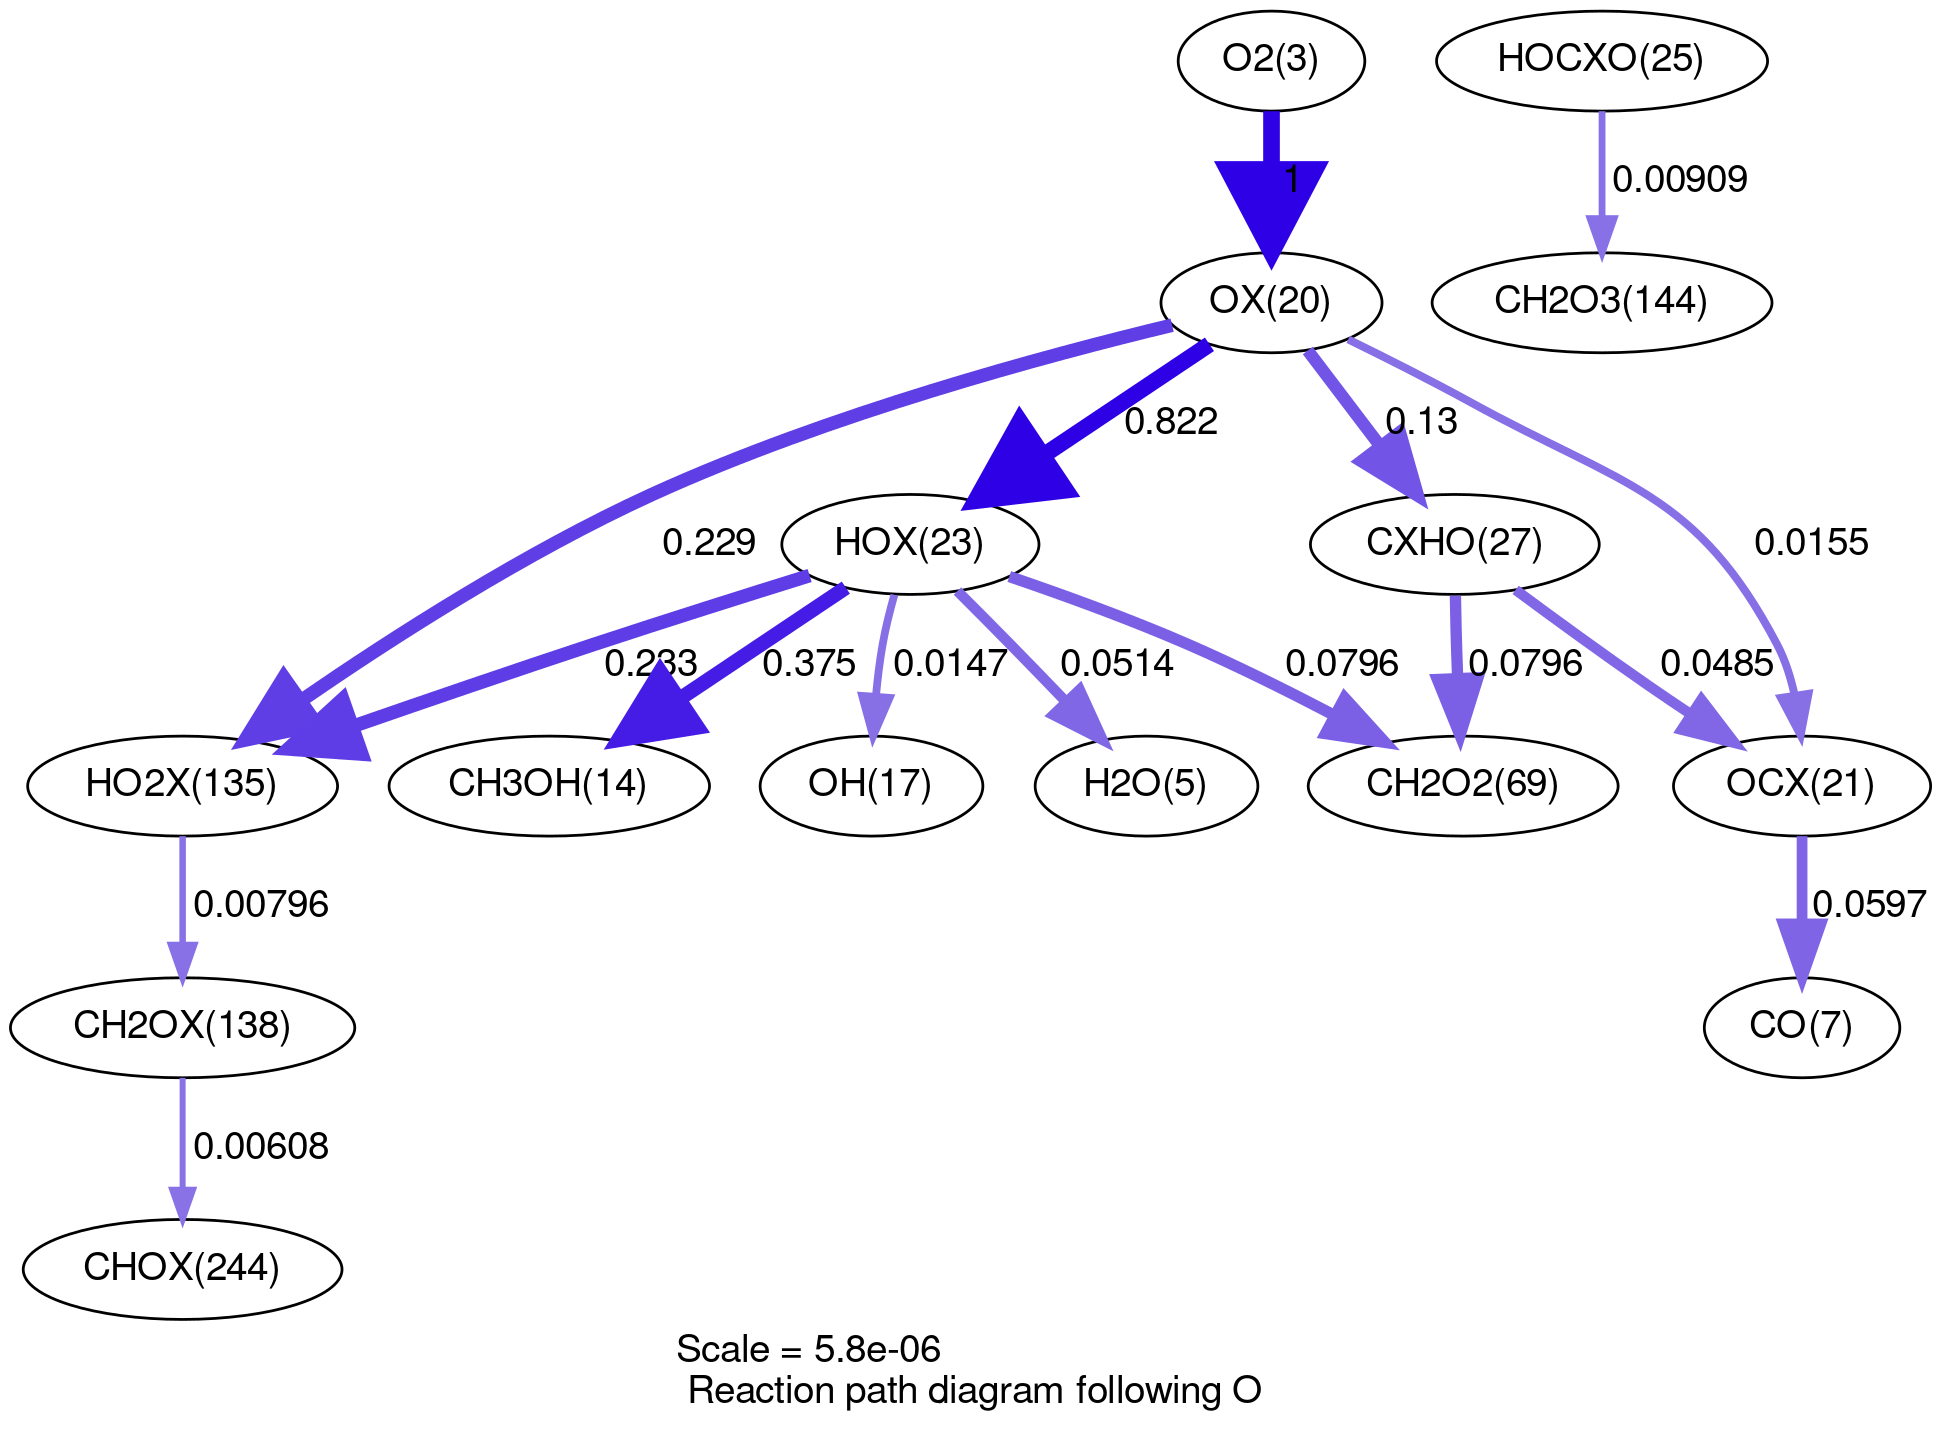 O2(3)
HOCXO(25)
1
0.00909
OX(20)
CH2O3(144)
0.822
0.13
0.229
HOX(23)
CXHO(27)
0.0155
0.233
0.375
0.0147
0.0514
0.0796
0.0796
0.0485
HO2X(135)
CH3OH(14)
OH(17)
H2O(5)
CH2O2(69)
OCX(21)
0.00796
0.0597
CH2OX(138)
CO(7)
0.00608
CHOX(244)
Scale = 5.8e-06
Reaction path diagram following O